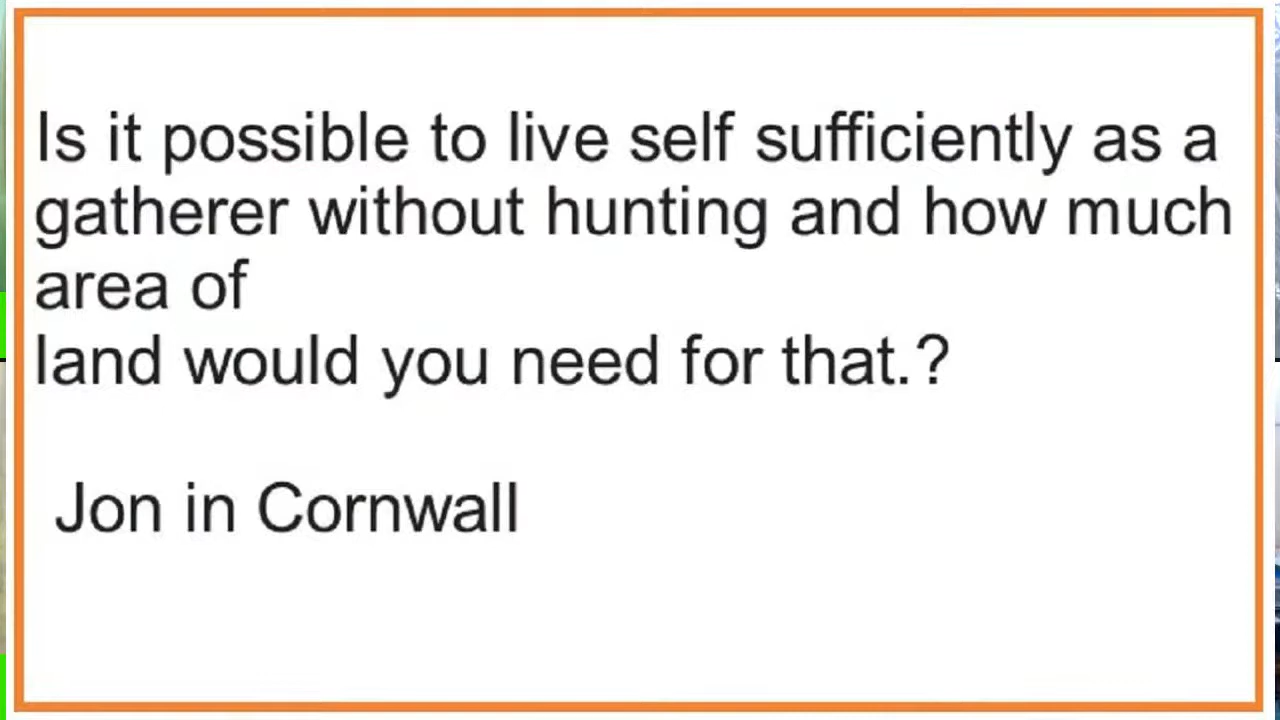 Is it possible to live self sufficiently as a
gatherer without hunting and how much
area of
land would you need for that.?
Jon in Cornwall